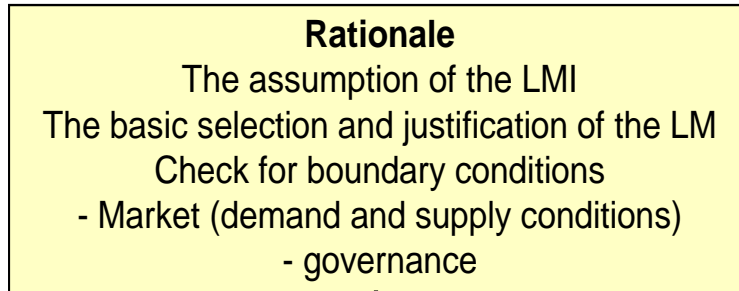 Rationale
The assumption of the LMI
The basic selection and justification of the LM
Check for boundary conditions
- Market (demand and supply conditions)
- governance